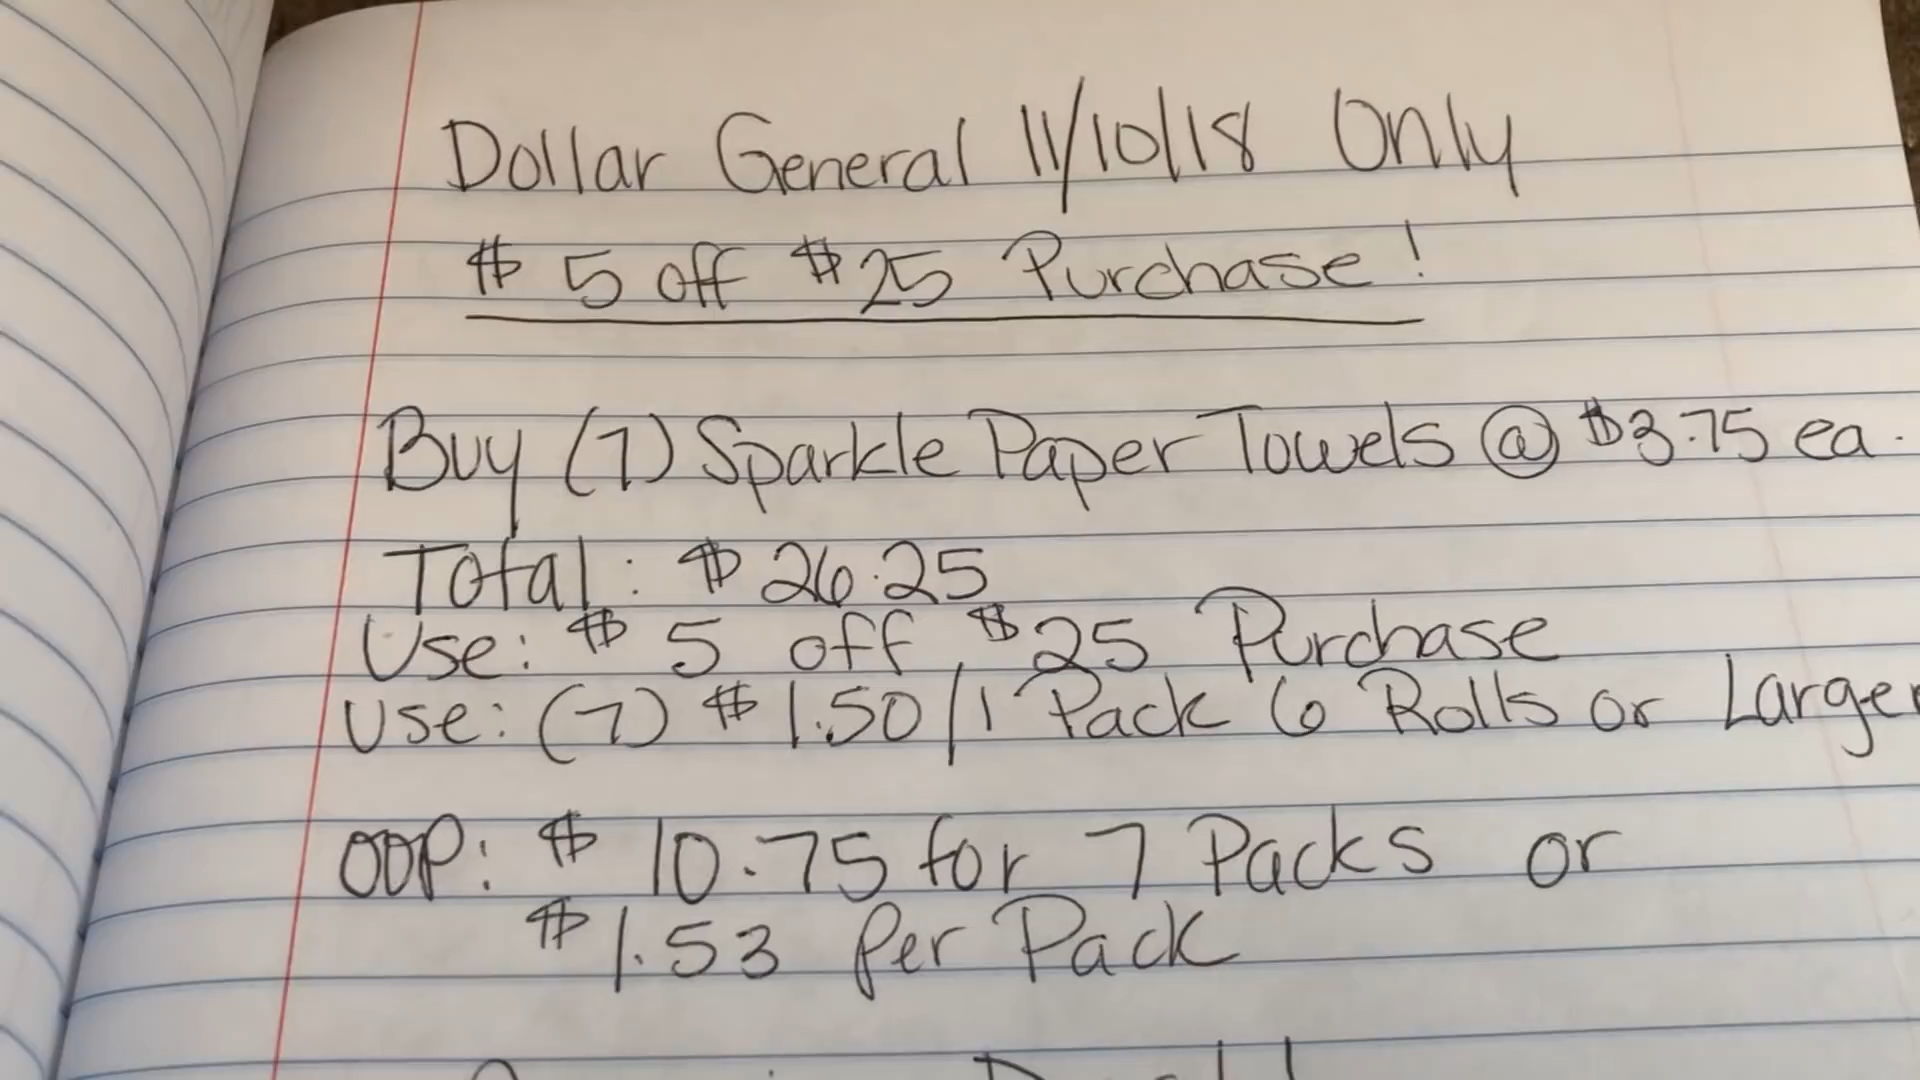 Dollar General 11/10/18 Only
$ 5 off $25 Purchase!
Buy (7) Sparkle Paper Towels @ $3.75 ea.
Total: $26.25
Use: $ 5 off $25 Purchase
Use: (7) $1.50/1 Pack 6 Rolls or Larger
OOP: $ 10.75 for 7 Packs or
$1.53 Per Pack